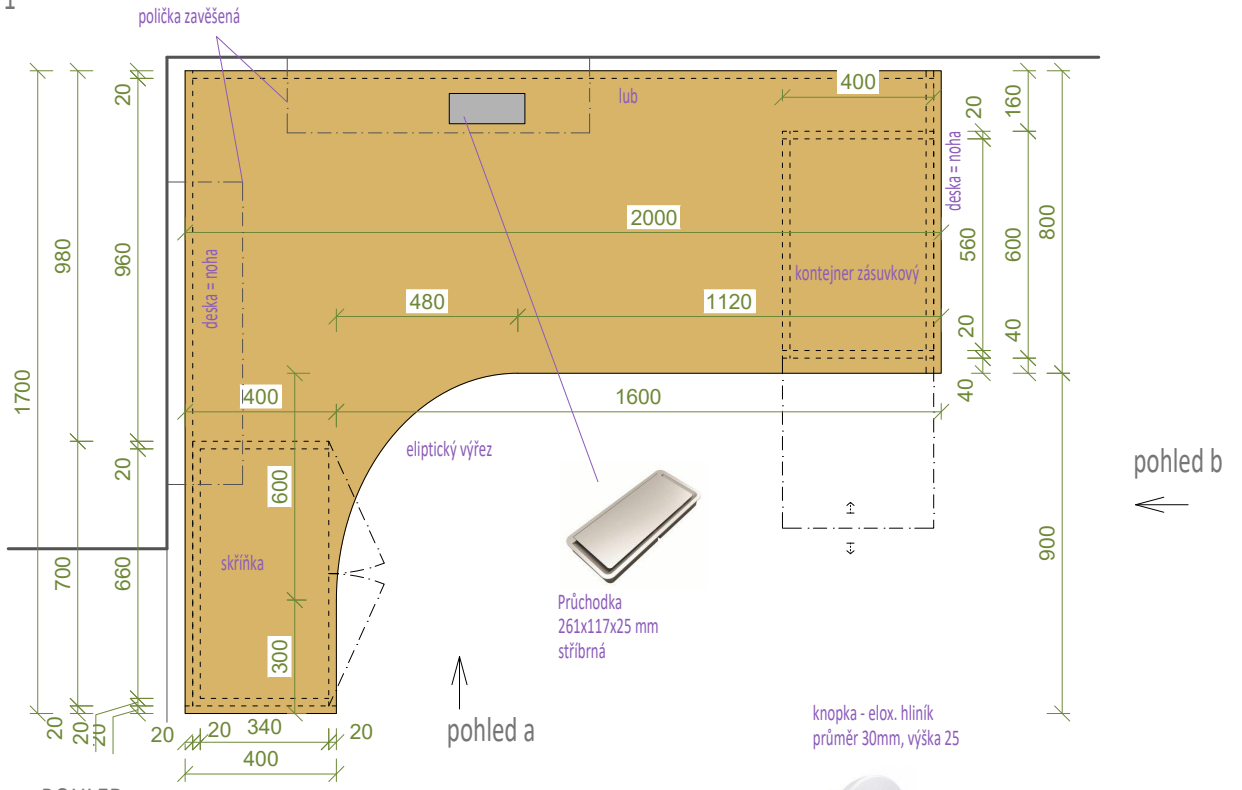 polička zavěšená
lub
400
20
160
20
deska = noha
2000
980
960
deska = noha
560
600
800
kontejner zásuvkový
480
1120
20
40
1700
400
1600
40
eliptický výřez
20
600
pohled b
skříňka
700
660
900
Průchodka
261x117x25 mm
stříbrná
300
20
20
20
20
20
340
20
pohled a
knopka - elox. hliník
průměr 30mm, výška 25
400